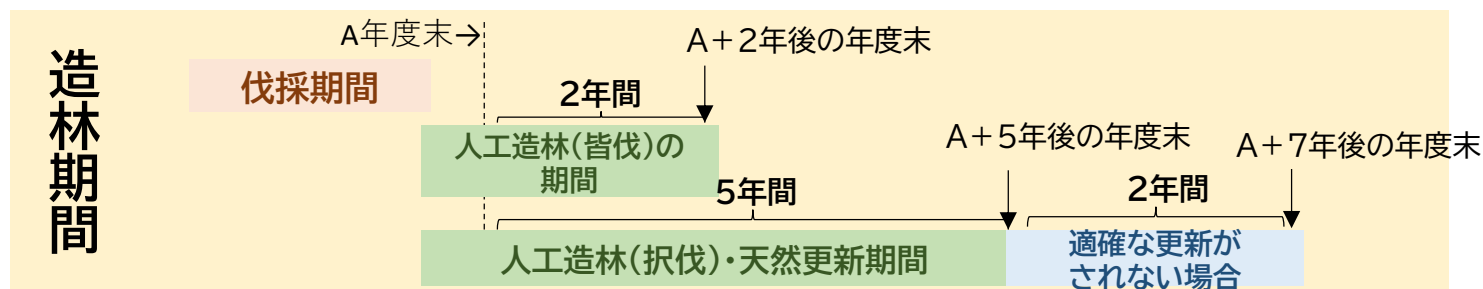 造林期間
A年度末→
A＋２年後の年度末
伐採期間
２年間
人工造林（皆伐）の
期間
A＋５年後の年度末
A＋７年後の年度末
５年間
２年間
人工造林（択伐）・天然更新期間
適確な更新が
されない場合